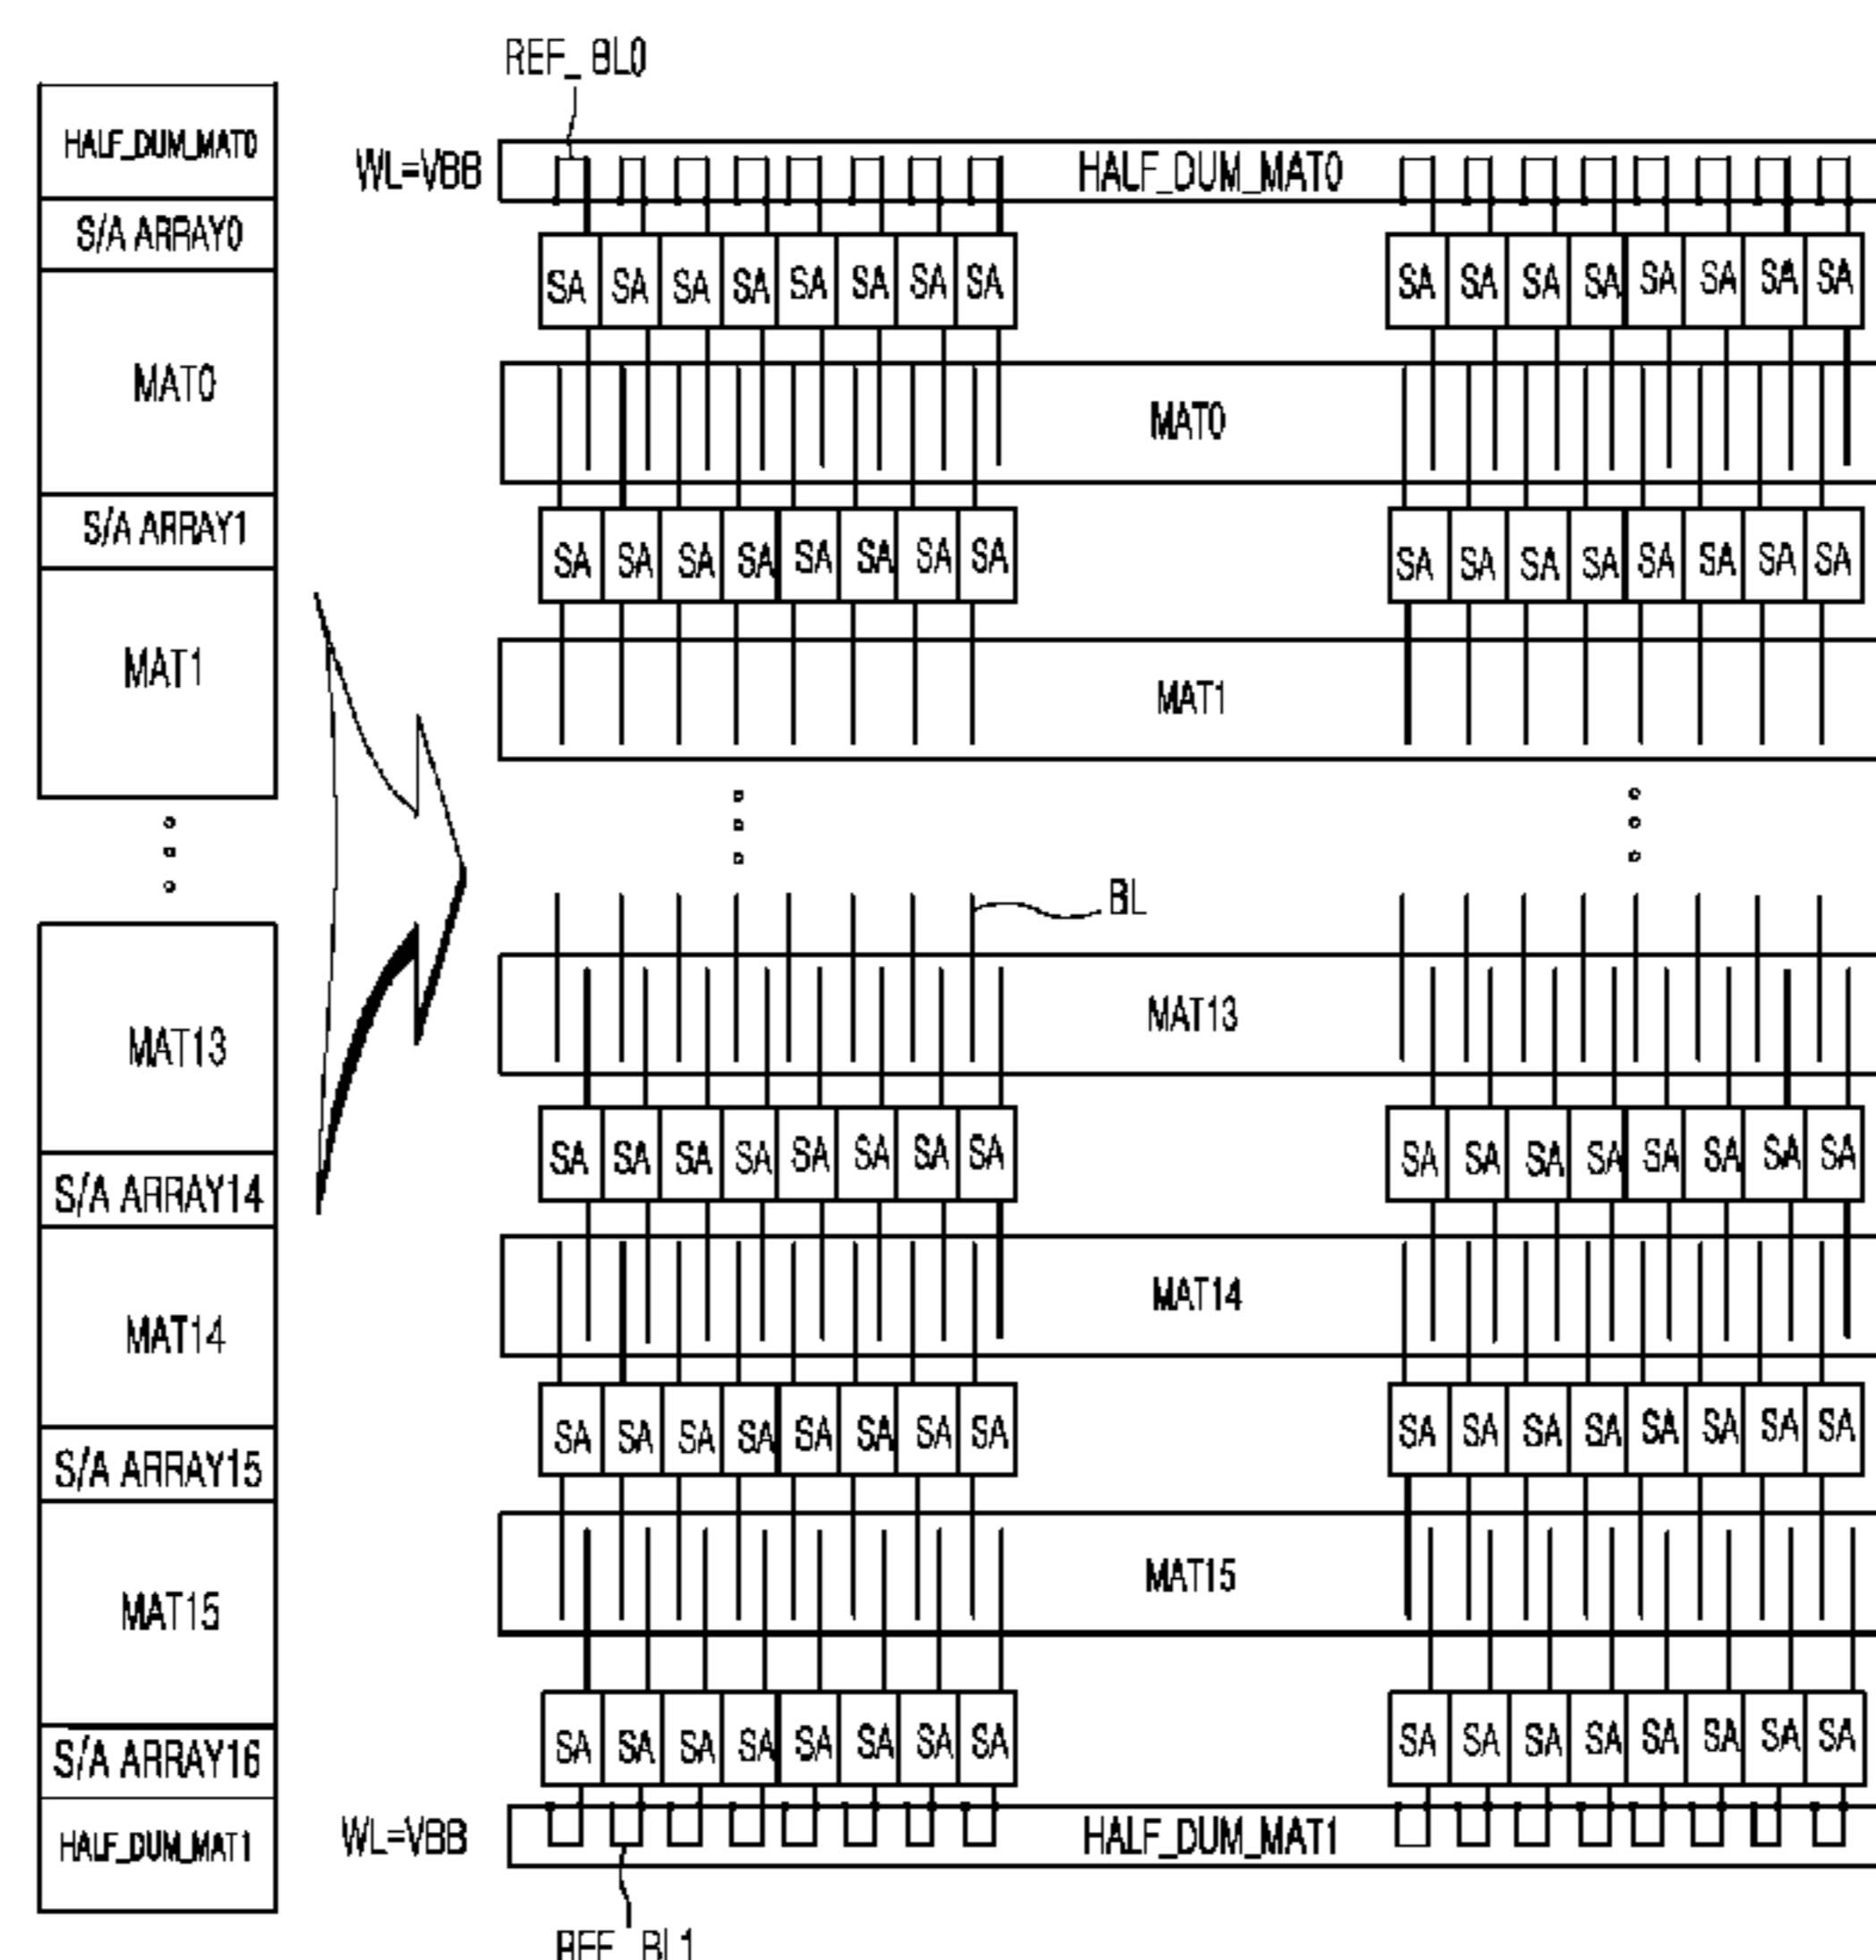 HALF_DUM_MAT0
S/A ARRAY0
MAT0
S/A ARRAY1
MAT1
MAT13
S/A ARRAY14
MAT14
S/A ARRAY15
MAT15
S/A ARRAY16
HALF_DUM_MAT1
REF_BL0
WL=VBB HALF_DUM_MAT0
SA SA SA SA SA SA SA SA SA SA SA SA SA SA SA SA
MAT0
SA SA SA SA SA SA SA SA SA SA SA SA SA SA SA SA
MAT1
BL
MAT13
SA SA SA SA SA SA SA SA SA SA SA SA SA SA SA SA
MAT14
SA SA SA SA SA SA SA SA SA SA SA SA SA SA SA SA
MAT15
SA SA SA SA SA SA SA SA SA SA SA SA SA SA SA SA
WL=VBB HALF_DUM_MAT1
REF_BL1